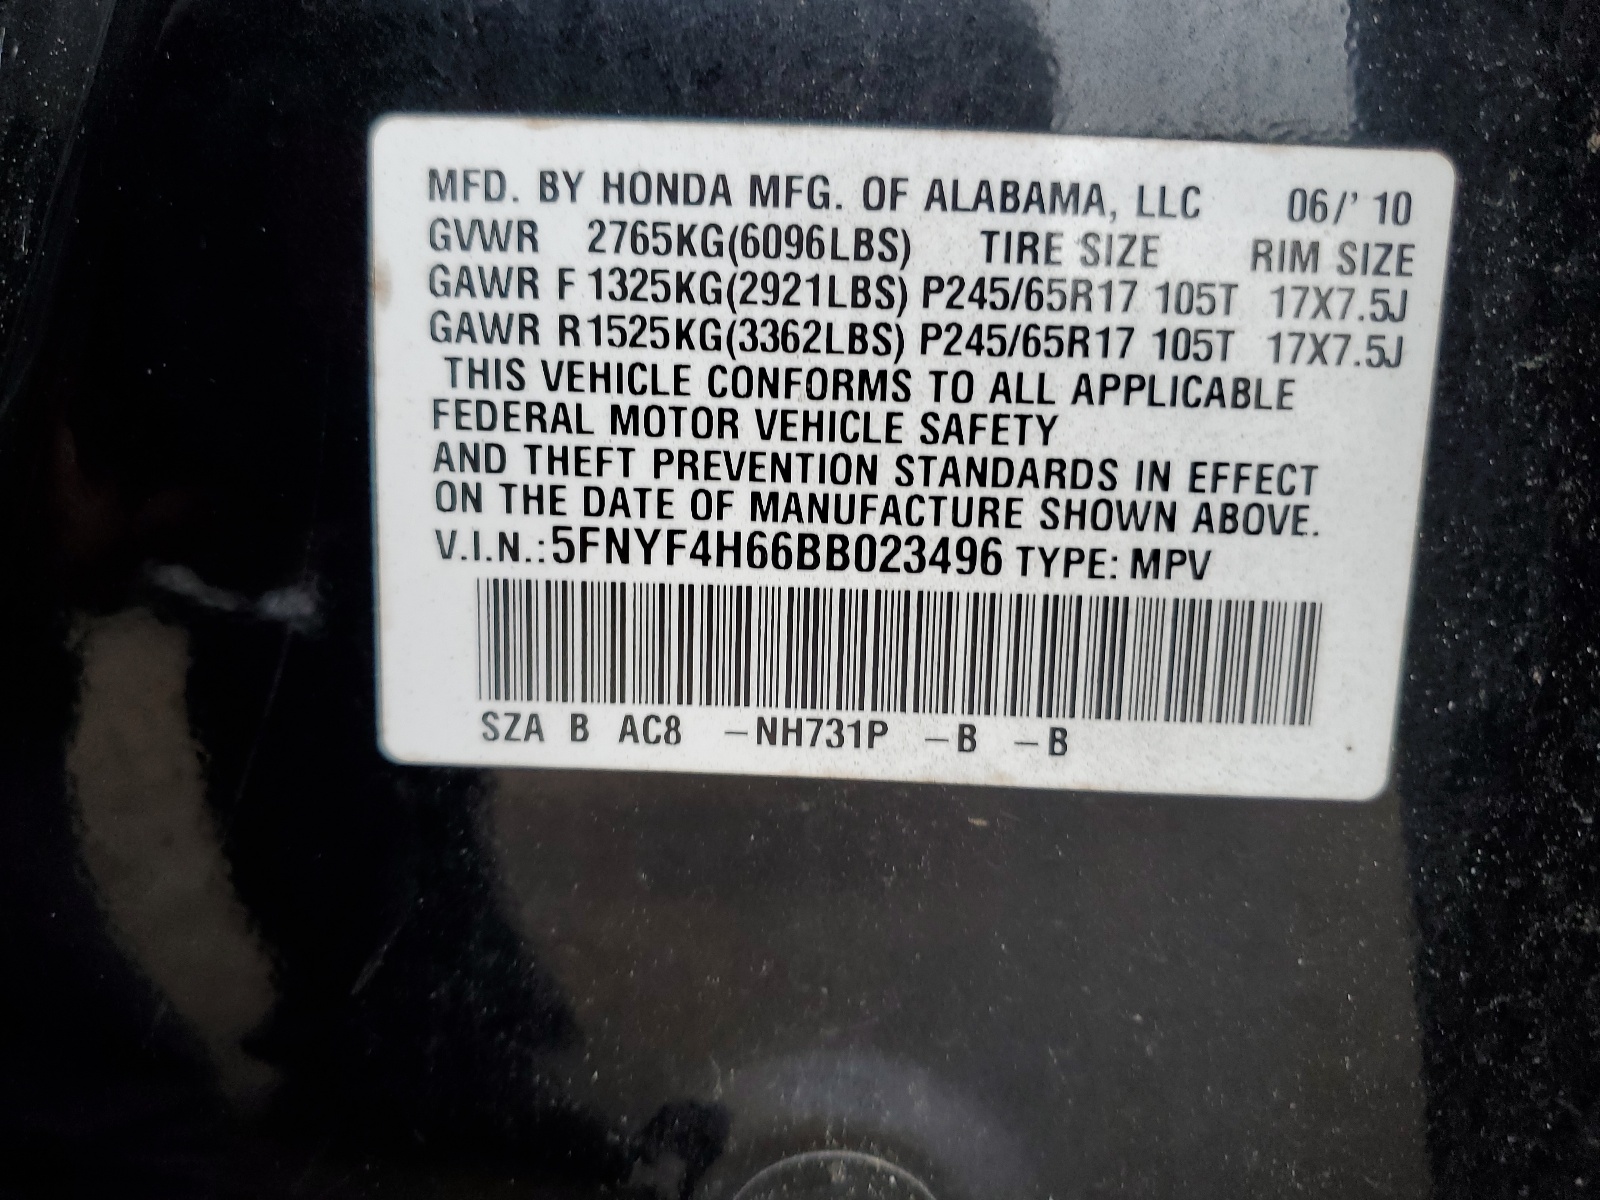 MFD. BY HONDA MFG. OF ALABAMA, LLC 06/' 10
GVWR 2765KG(6096LBS) TIRE SIZE RIM SIZE
GAWR F 1325KG(2921LBS) P245/65R17 105T 17X7.5J
GAWR R 1525KG(3362LBS) P245/65R17 105T 17X7.5J
THIS VEHICLE CONFORMS TO ALL APPLICABLE
FEDERAL MOTOR VEHICLE SAFETY
AND THEFT PREVENTION STANDARDS IN EFFECT
ON THE DATE OF MANUFACTURE SHOWN ABOVE.
V.I.N.: 5FNYF4H66BB023496 TYPE: MPV
SZA B AC8 -NH731P -B -B